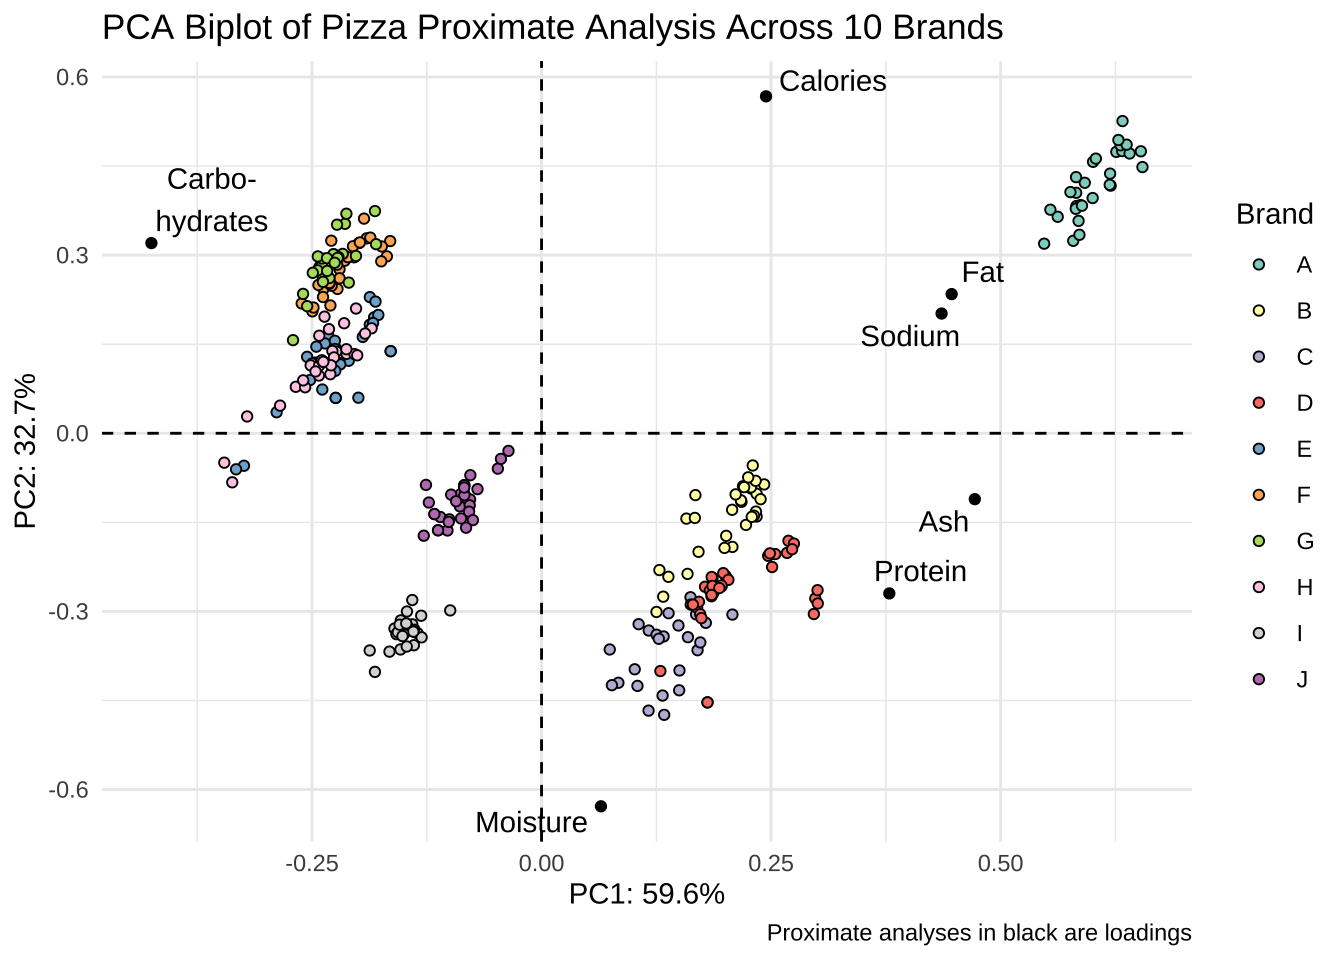 PCA Biplot of Pizza Proximate Analysis Across 10 Brands
0.6
0.3
0.0
-0.3
-0.6
PC2: 32.7%
Calories
Carbo-
hydrates
Fat
Sodium
Ash
Protein
Moisture
-0.25
0.00
0.25
0.50
PC1: 59.6%
Proximate analyses in black are loadings
Brand
A
B
C
D
E
F
G
H
I
J